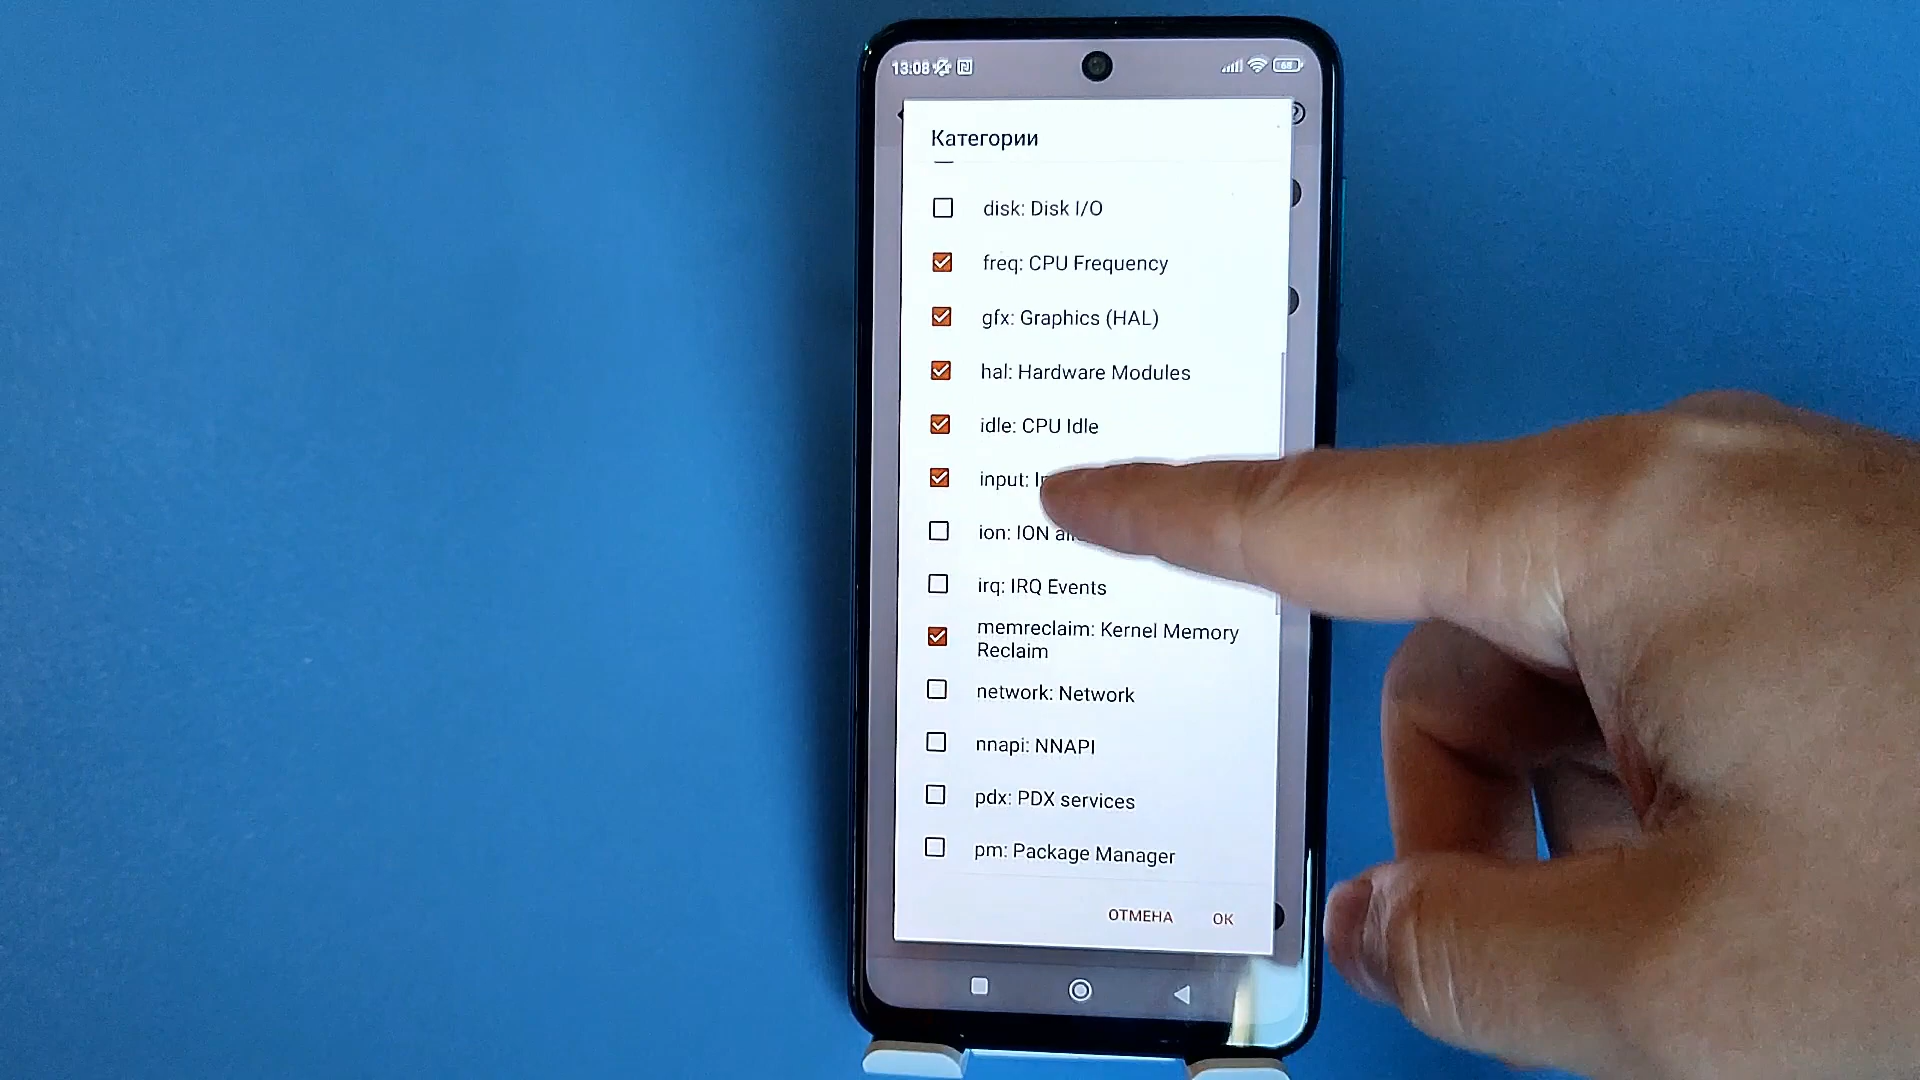 13:08
68
Категории
disk: Disk I/O
freq: CPU Frequency
gfx: Graphics (HAL)
hal: Hardware Modules
idle: CPU Idle
input:
ion: ION
irq: IRQ Events
memreclaim: Kernel Memory
Reclaim
network: Network
nnapi: NNAPI
pdx: PDX services
pm: Package Manager
ОТМЕНА
ОК